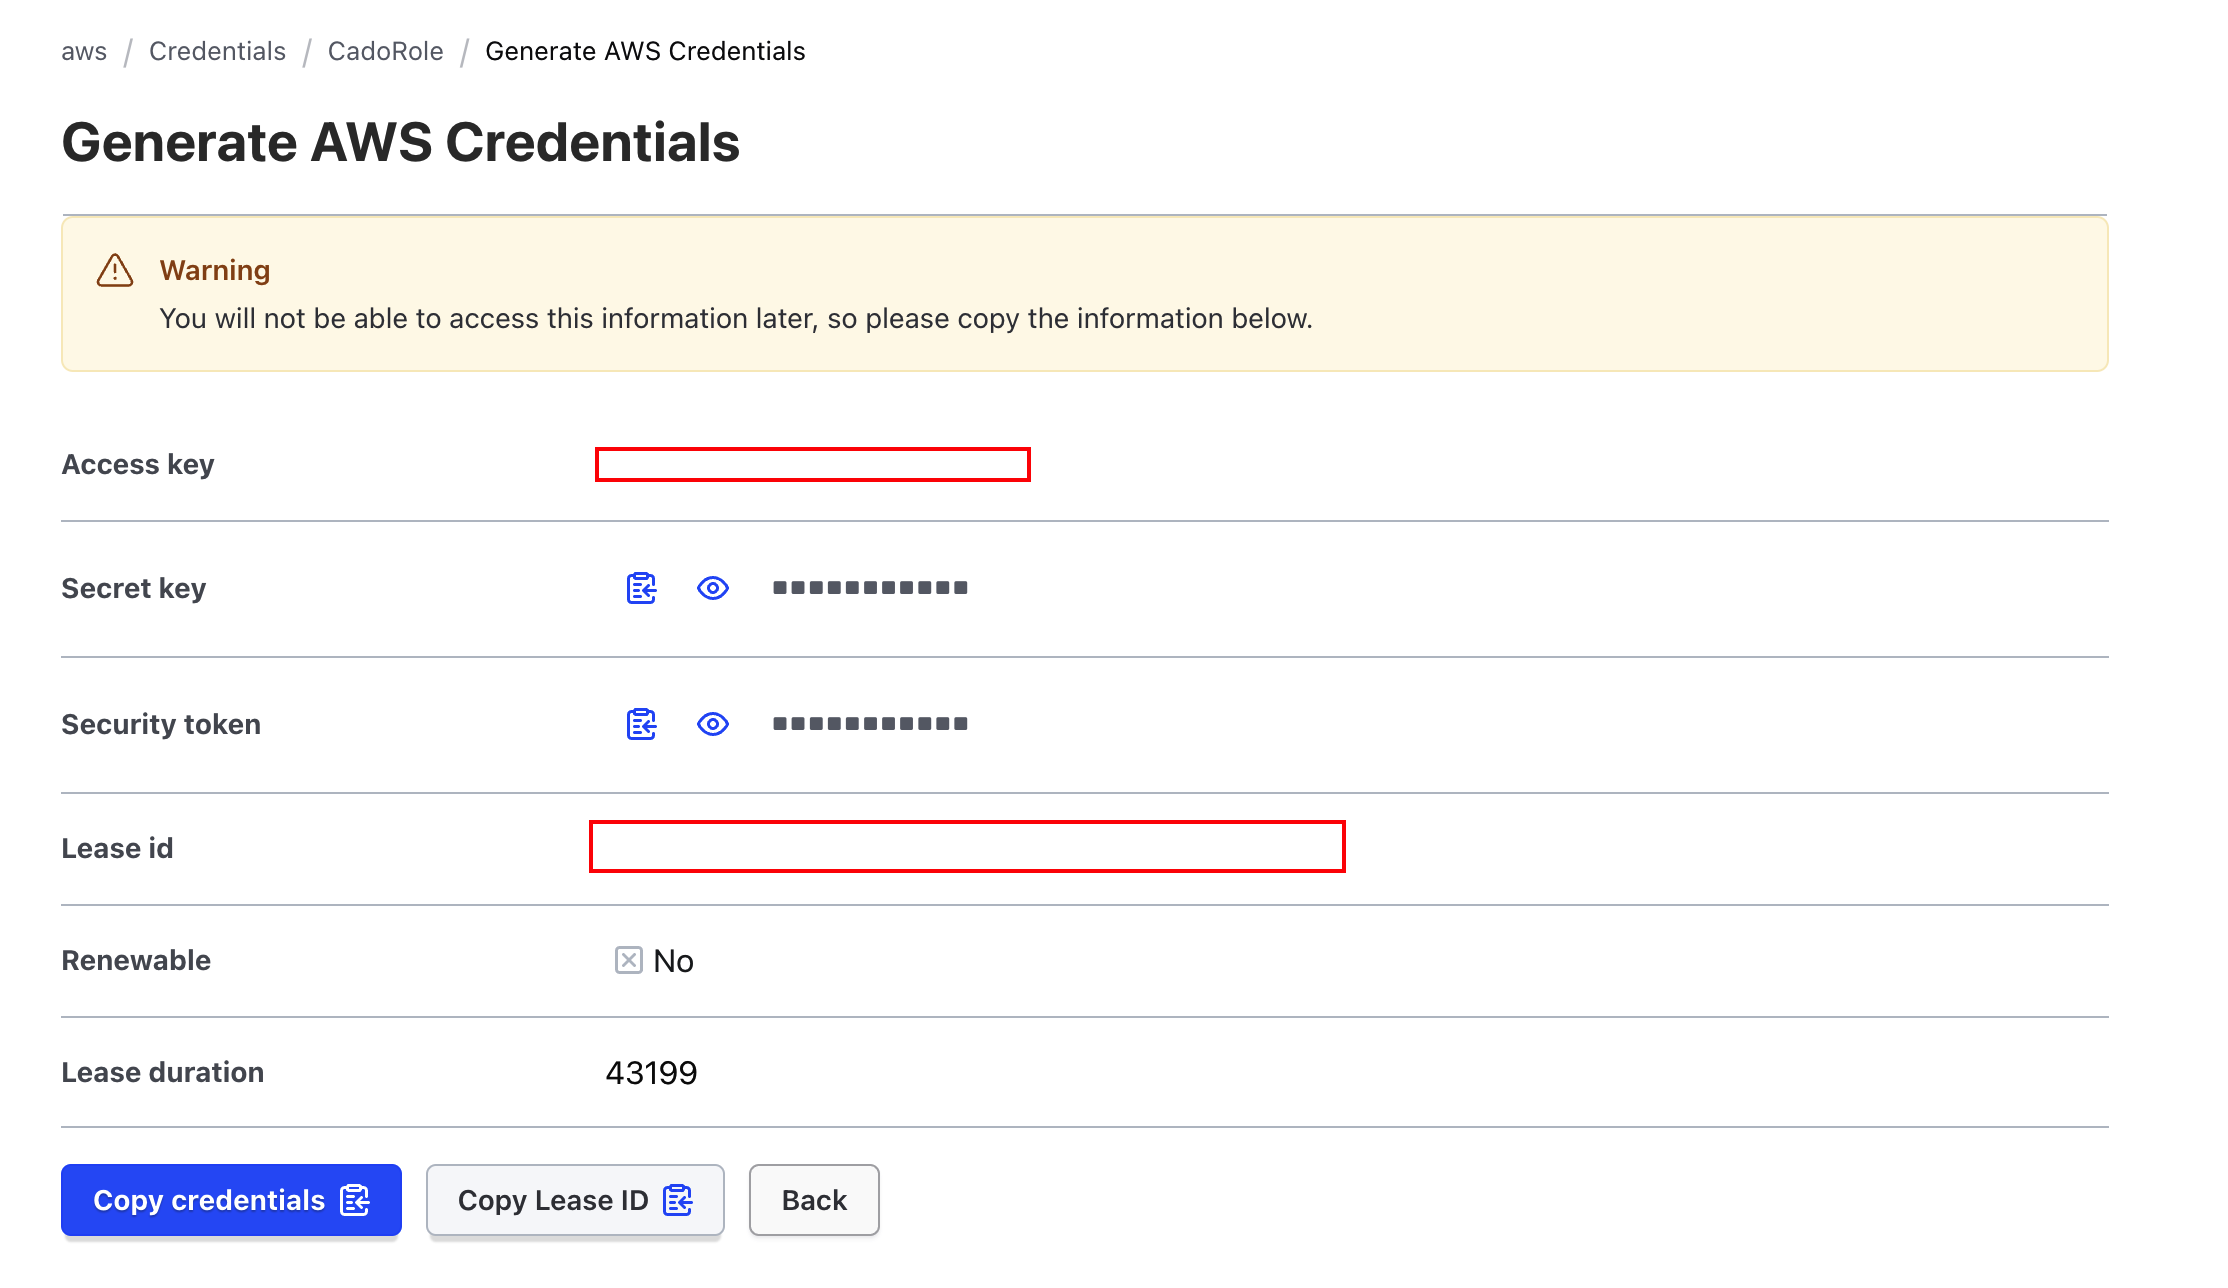 aws / Credentials / CadoRole / Generate AWS Credentials
Generate AWS Credentials
Warning
You will not be able to access this information later, so please copy the information below.
Access key
Secret key ■■■■■■■■■■■
Security token ■■■■■■■■■■■
Lease id
Renewable No
Lease duration 43199
Copy credentials Copy Lease ID Back